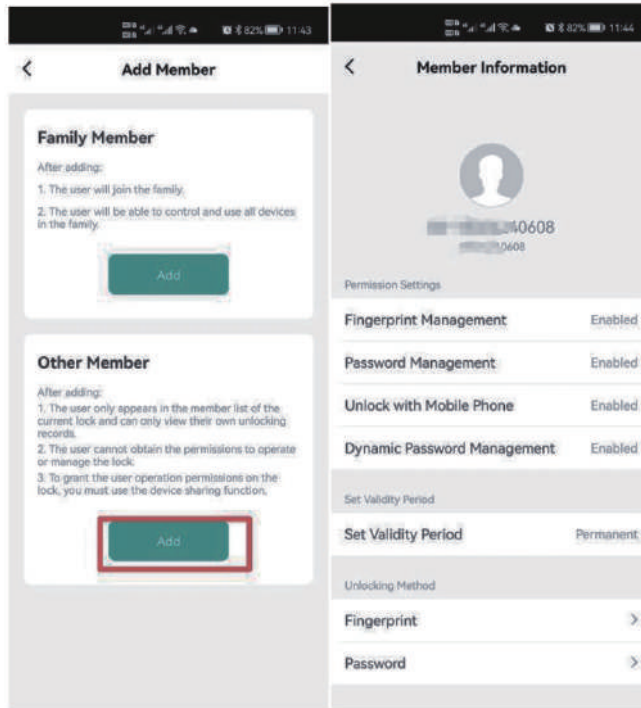 82% 11:43
Add Member
Family Member
After adding:
1. The user will join the family.
2. The user will be able to control and use all devices
in the family.
Add
Other Member
After adding:
1. The user only appears in the member list of the
current lock and can only view their own unlocking
records.
2. The user cannot obtain the permissions to operate
or manage the lock.
3. To grant the user operation permissions on the
lock, you must use the device sharing function.
Add
82% 11:44
Member Information
40608
0608
Permission Settings
Fingerprint Management Enabled
Password Management Enabled
Unlock with Mobile Phone Enabled
Dynamic Password Management Enabled
Set Validity Period
Set Validity Period Permanent
Unlocking Method
Fingerprint
Password